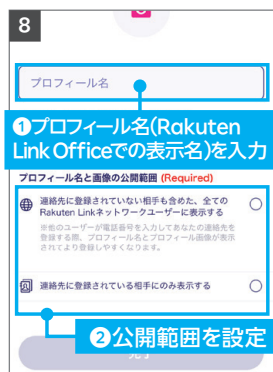 8
プロフィール名
❶プロフィール名(Rakuten
Link Officeでの表示名)を入力
プロフィール名と画像の公開範囲 (Required)
連絡先に登録されていない相手も含めた、全ての
Rakuten Linkネットワークユーザーに表示する
※他のユーザーが電話番号を入力してあなたの連絡先を
登録する際、プロフィール名とプロフィール画像が表示
されてより登録しやすくなります。
連絡先に登録されている相手にのみ表示する
❷公開範囲を設定